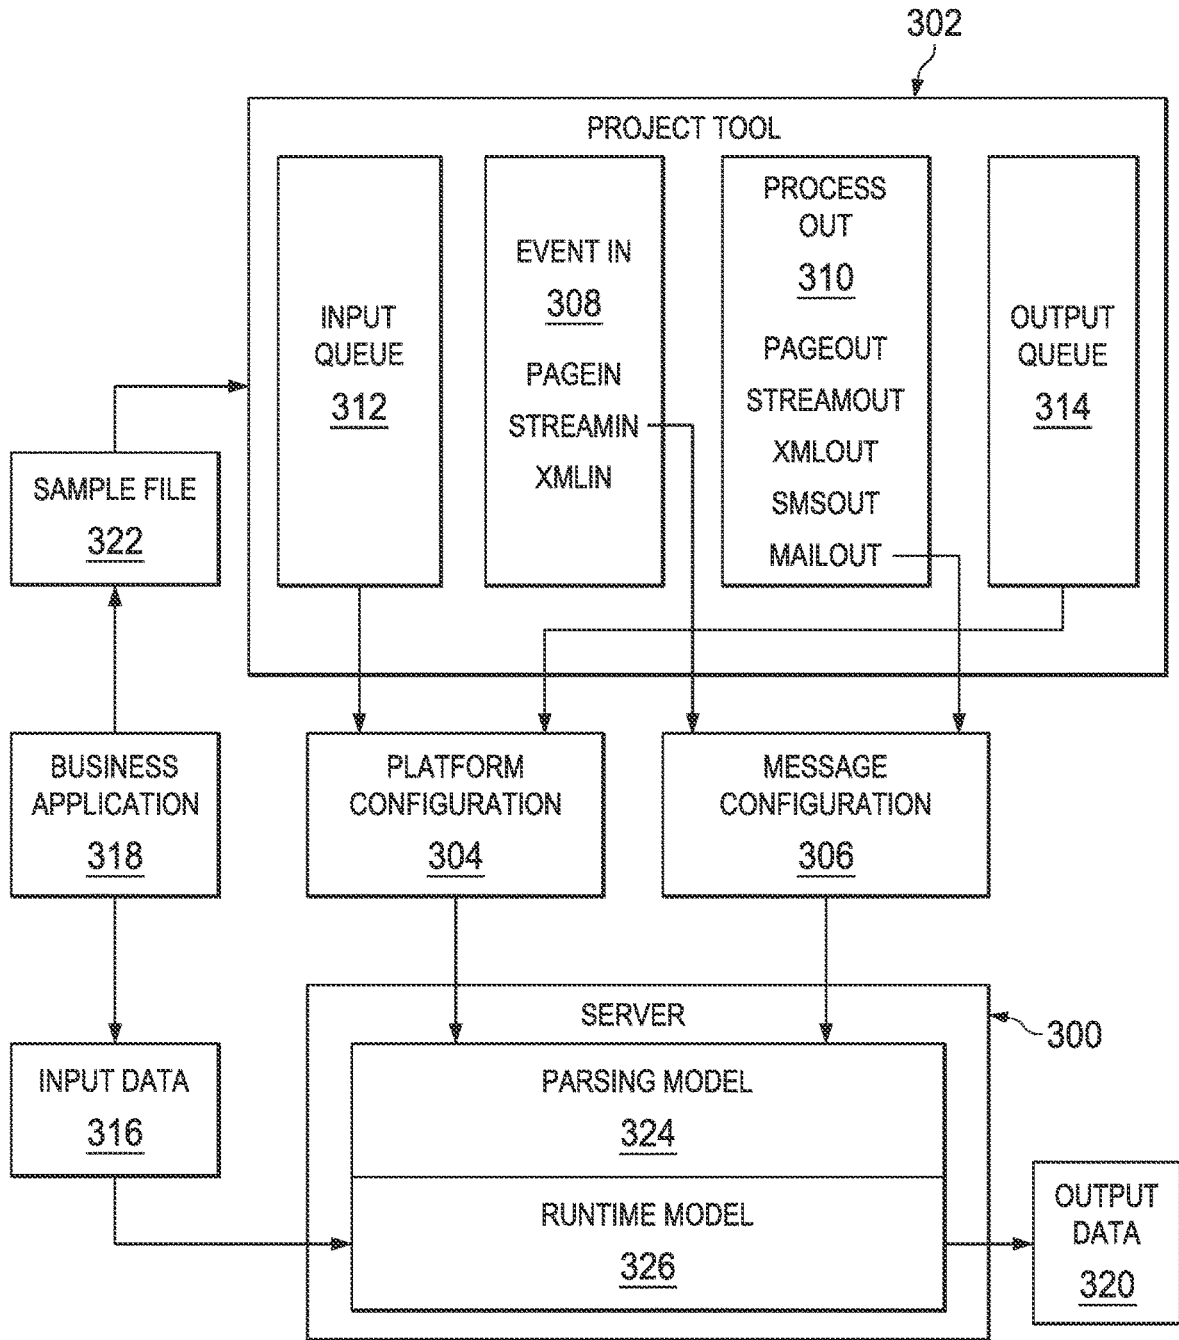 302
PROJECT TOOL
INPUT
QUEUE
312
EVENT IN
308
PAGEIN
STREAMIN
XMLIN
PROCESS
OUT
310
PAGEOUT
STREAMOUT
XMLOUT
SMSOUT
MAILOUT
OUTPUT
QUEUE
314
SAMPLE FILE
322
BUSINESS
APPLICATION
318
PLATFORM
CONFIGURATION
304
MESSAGE
CONFIGURATION
306
SERVER
300
INPUT DATA
316
PARSING MODEL
324
RUNTIME MODEL
326
OUTPUT
DATA
320